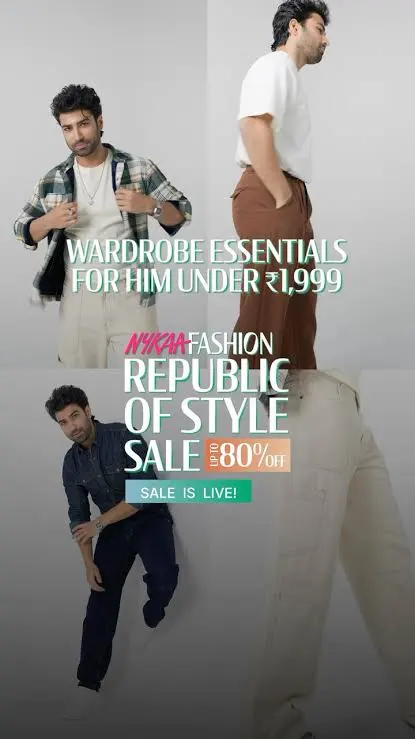 WARDROBE ESSENTIALS
FOR HIM UNDER ₹1,999
NYKAA FASHION
REPUBLIC
OF STYLE
SALE UP TO 80% OFF
SALE IS LIVE!